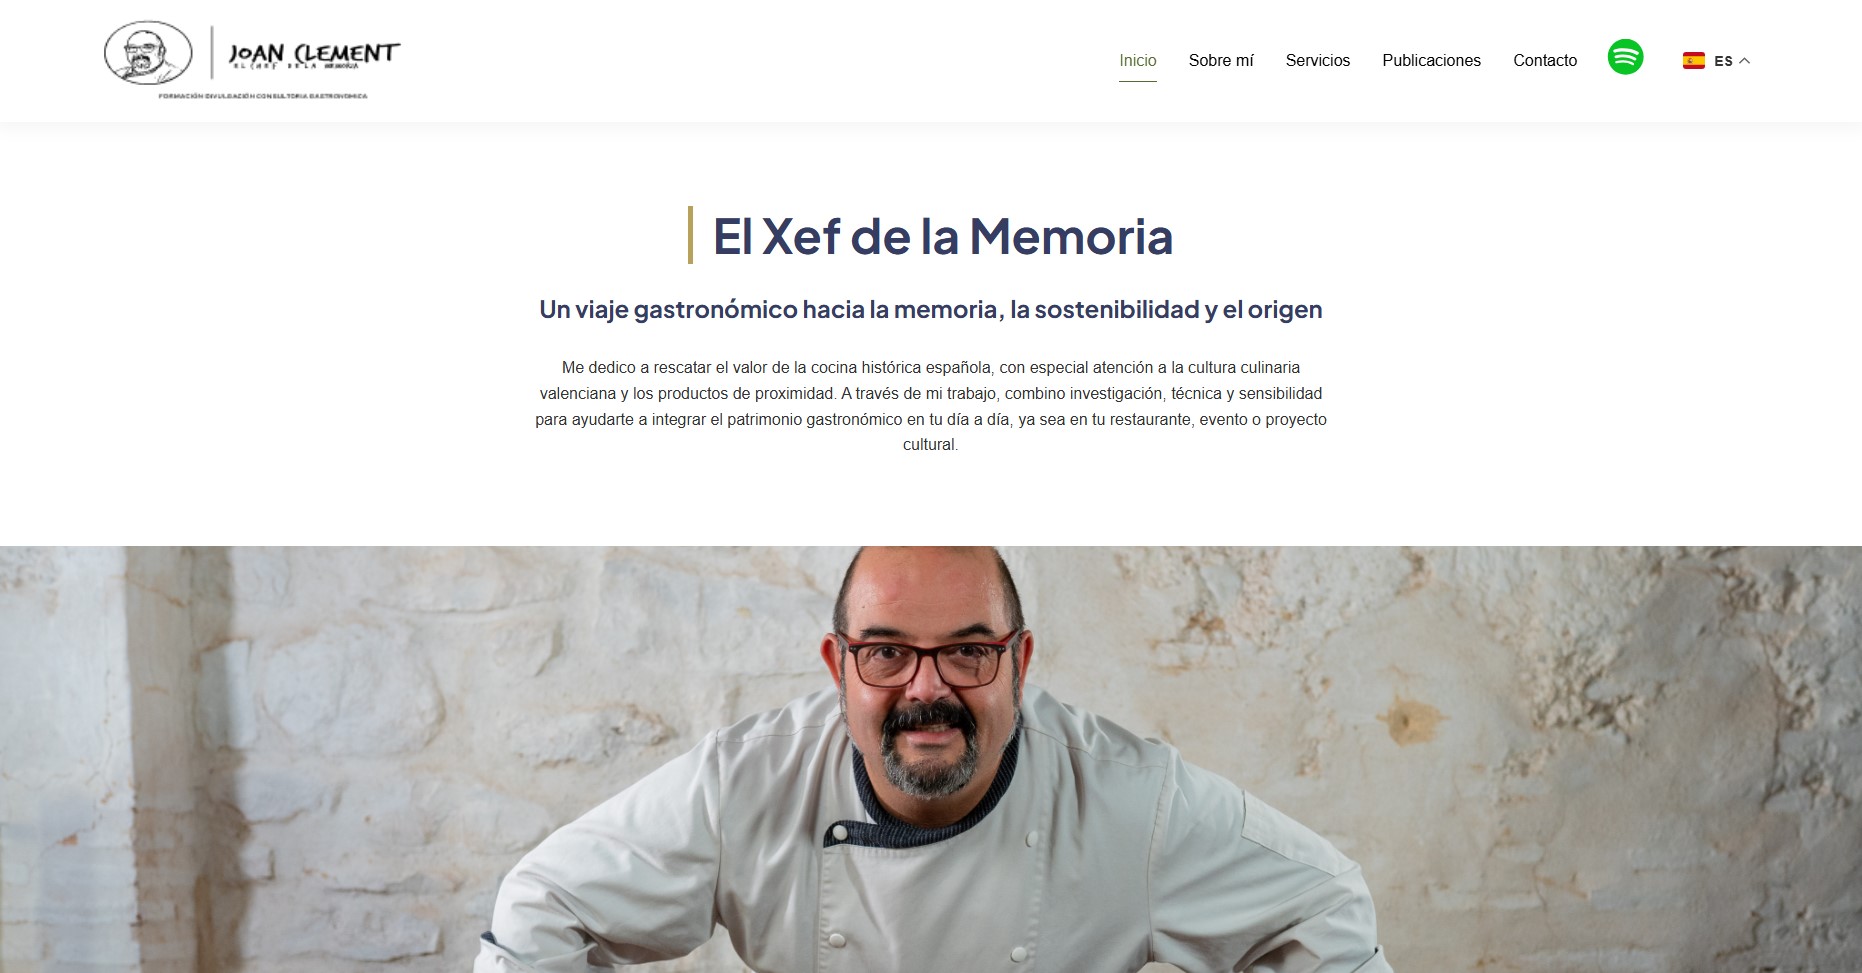 JOAN CLEMENT
EL CHEF DE LA MEMORIA
FORMACIÓN DIVULGACIÓN CONSULTORIA GASTRONOMICA
Inicio
Sobre mí
Servicios
Publicaciones
Contacto
ES
El Xef de la Memoria
Un viaje gastronómico hacia la memoria, la sostenibilidad y el origen
Me dedico a rescatar el valor de la cocina histórica española, con especial atención a la cultura culinaria
valenciana y los productos de proximidad. A través de mi trabajo, combino investigación, técnica y sensibilidad
para ayudarte a integrar el patrimonio gastronómico en tu día a día, ya sea en tu restaurante, evento o proyecto
cultural.